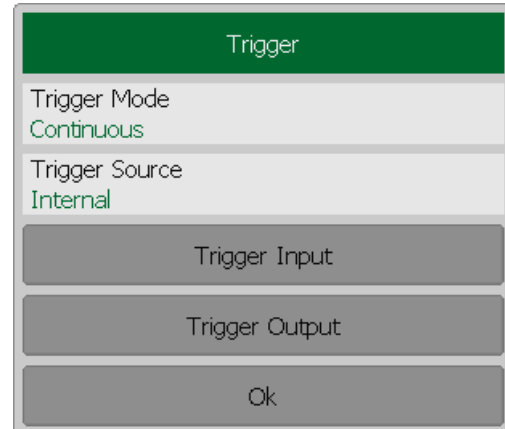 Trigger
Trigger Mode
Continuous
Trigger Source
Internal
Trigger Input
Trigger Output
Ok